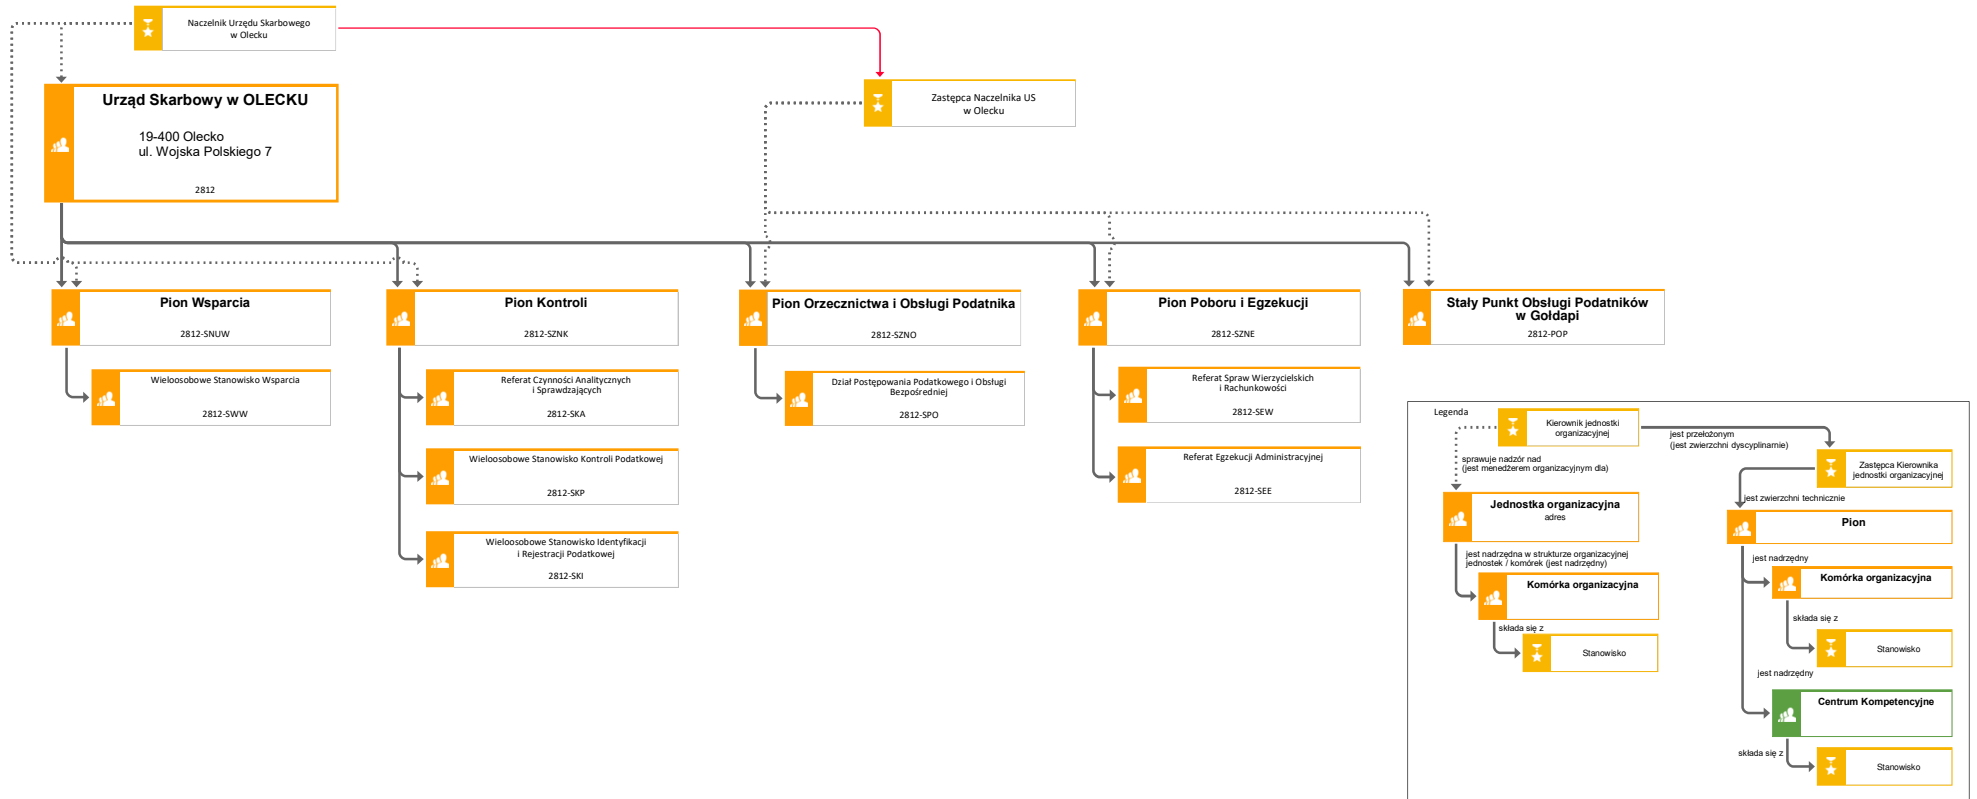 Naczelnik Urzędu Skarbowego
w Olecku
Zastępca Naczelnika US
w Olecku
Urząd Skarbowy w OLECKU
19-400 Olecko
ul. Wojska Polskiego 7
2812
Pion Wsparcia
2812-SNUW
Wieloosobowe Stanowisko Wsparcia
2812-SWW
Pion Kontroli
2812-SZNK
Referat Czynności Analitycznych
i Sprawdzających
2812-SKA
Wieloosobowe Stanowisko Kontroli Podatkowej
2812-SKP
Wieloosobowe Stanowisko Identyfikacji
i Rejestracji Podatkowej
2812-SKI
Pion Orzecznictwa i Obsługi Podatnika
2812-SZNO
Dział Postępowania Podatkowego i Obsługi
Bezpośredniej
2812-SPO
Pion Poboru i Egzekucji
2812-SZNE
Referat Spraw Wierzycielskich
i Rachunkowości
2812-SEW
Referat Egzekucji Administracyjnej
2812-SEE
Stały Punkt Obsługi Podatników
w Gołdapi
2812-POP
Legenda
Kierownik jednostki
organizacyjnej
jest przełożonym
(jest zwierzchni dyscyplinarnie)
sprawuje nadzór nad
(jest menedżerem organizacyjnym dla)
Zastępca Kierownika
jednostki organizacyjnej
jest zwierzchni technicznie
Jednostka organizacyjna
adres
Pion
jest nadrzędna w strukturze organizacyjnej
jednostek / komórek (jest nadrzędny)
jest nadrzędny
Komórka organizacyjna
Komórka organizacyjna
składa się z
składa się z
Stanowisko
Stanowisko
jest nadrzędny
Centrum Kompetencyjne
składa się z
Stanowisko